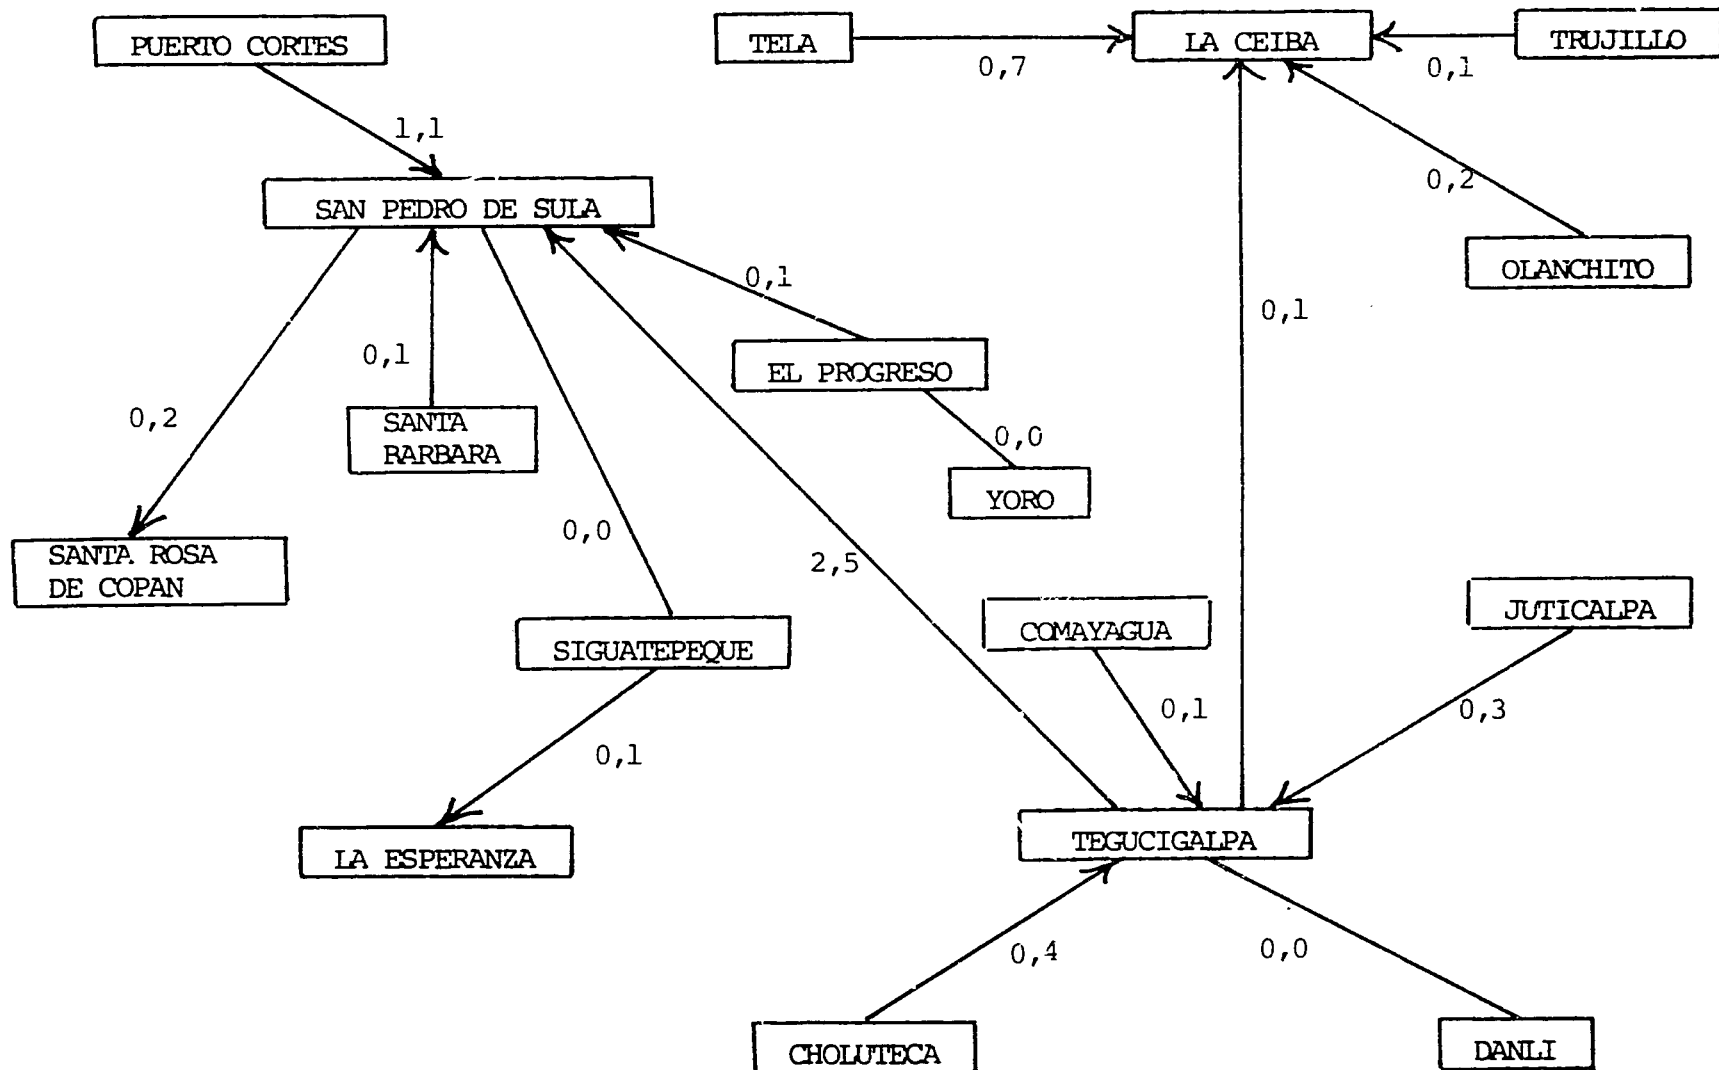 PUERTO CORTES
TELA
LA CEIBA
TRUJILLO
0,7
0,1
1,1
0,2
SAN PEDRO DE SULA
OLANCHITO
0,1
0,1
0,1
EL PROGRESO
0,2
SANTA
BARBARA
0,0
YORO
0,0
2,5
SANTA ROSA
DE COPAN
COMAYAGUA
JUTICALPA
SIGUATEPEQUE
0,1
0,3
0,1
TEGUCIGALPA
LA ESPERANZA
0,4
0,0
CHOLUTECA
DANLI